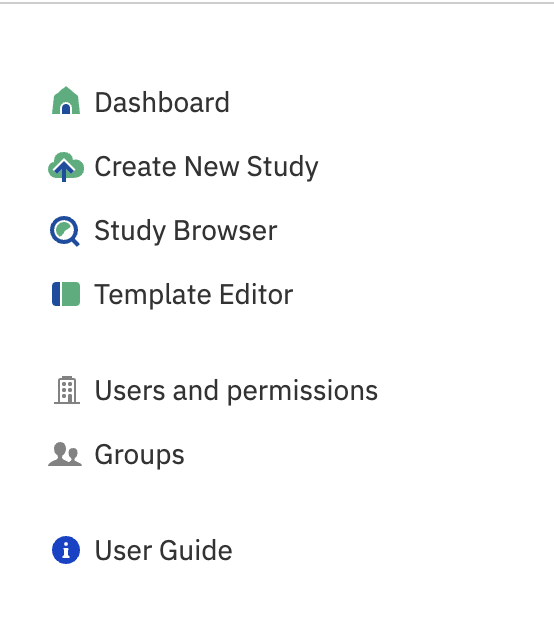 Dashboard
Create New Study
Study Browser
Template Editor
Users and permissions
Groups
User Guide